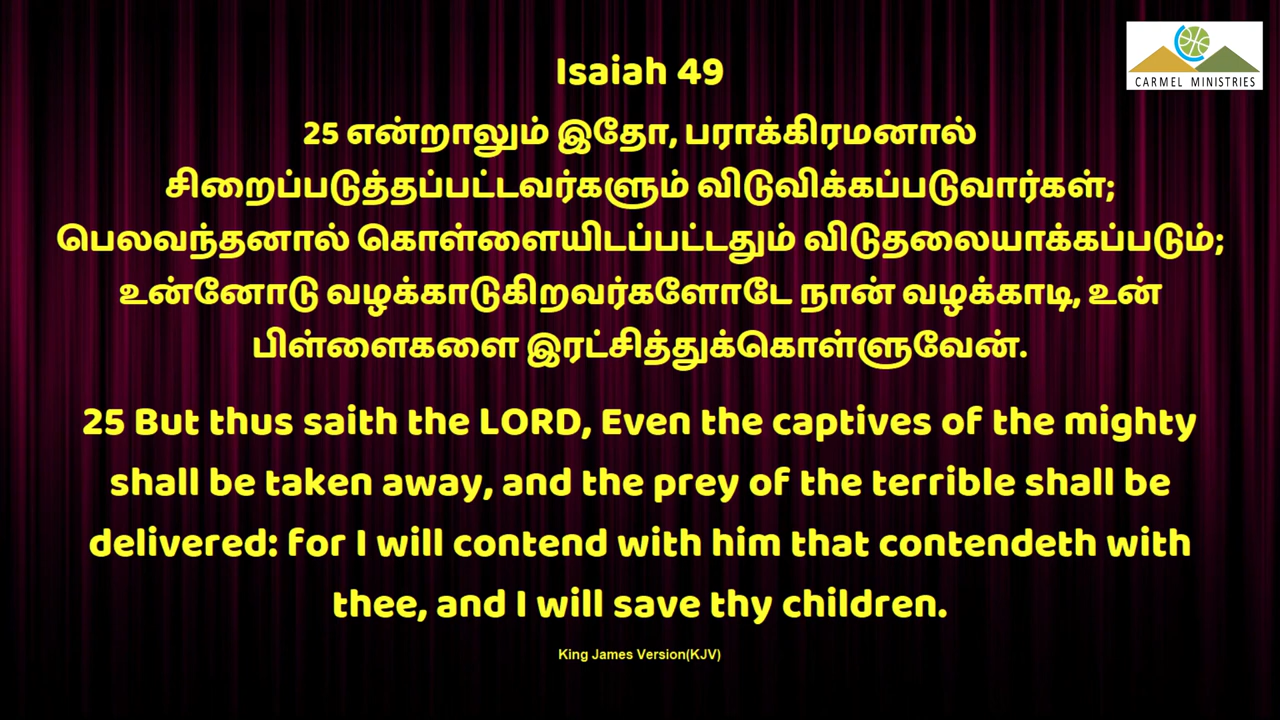 CARMEL MINISTRIES
Isaiah 49
25 என்றாலும் இதோ, பராக்கிரமனால்
சிறைப்படுத்தப்பட்டவர்களும் விடுவிக்கப்படுவார்கள்;
பெலவந்தனால் கொள்ளையிடப்பட்டதும் விடுதலையாக்கப்படும்;
உன்னோடு வழக்காடுகிறவர்களோடே நான் வழக்காடி, உன்
பிள்ளைகளை இரட்சித்துக்கொள்ளுவேன்.
25 But thus saith the LORD, Even the captives of the mighty
shall be taken away, and the prey of the terrible shall be
delivered: for I will contend with him that contendeth with
thee, and I will save thy children.
King James Version(KJV)